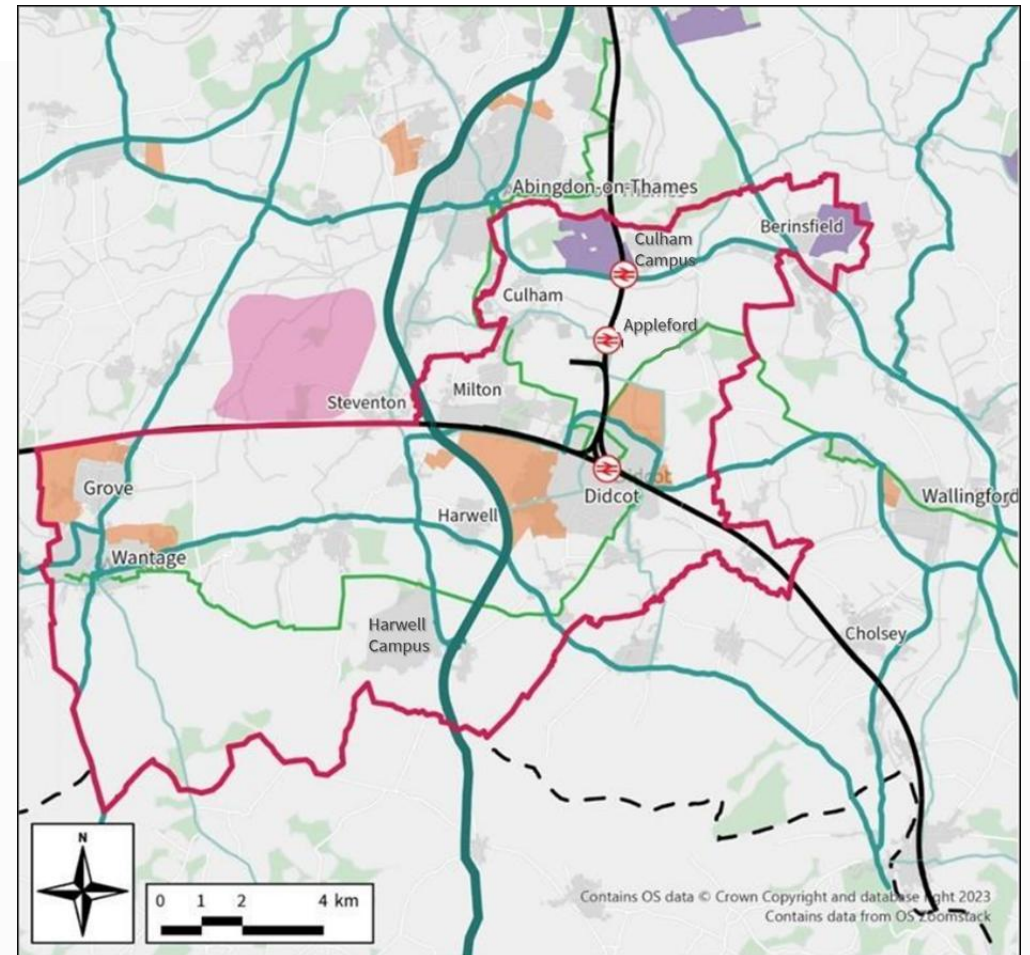 Abingdon-on-Thames
Berinsfield
Culham
Campus
Culham
Appleford
Milton
Steventon
Didcot
Didcot
Grove
Wallingford
Harwell
Wantage
Harwell
Campus
Cholsey
N
0 1 2 4 km
Contains OS data © Crown Copyright and database right 2023
Contains data from OS Zoomstack